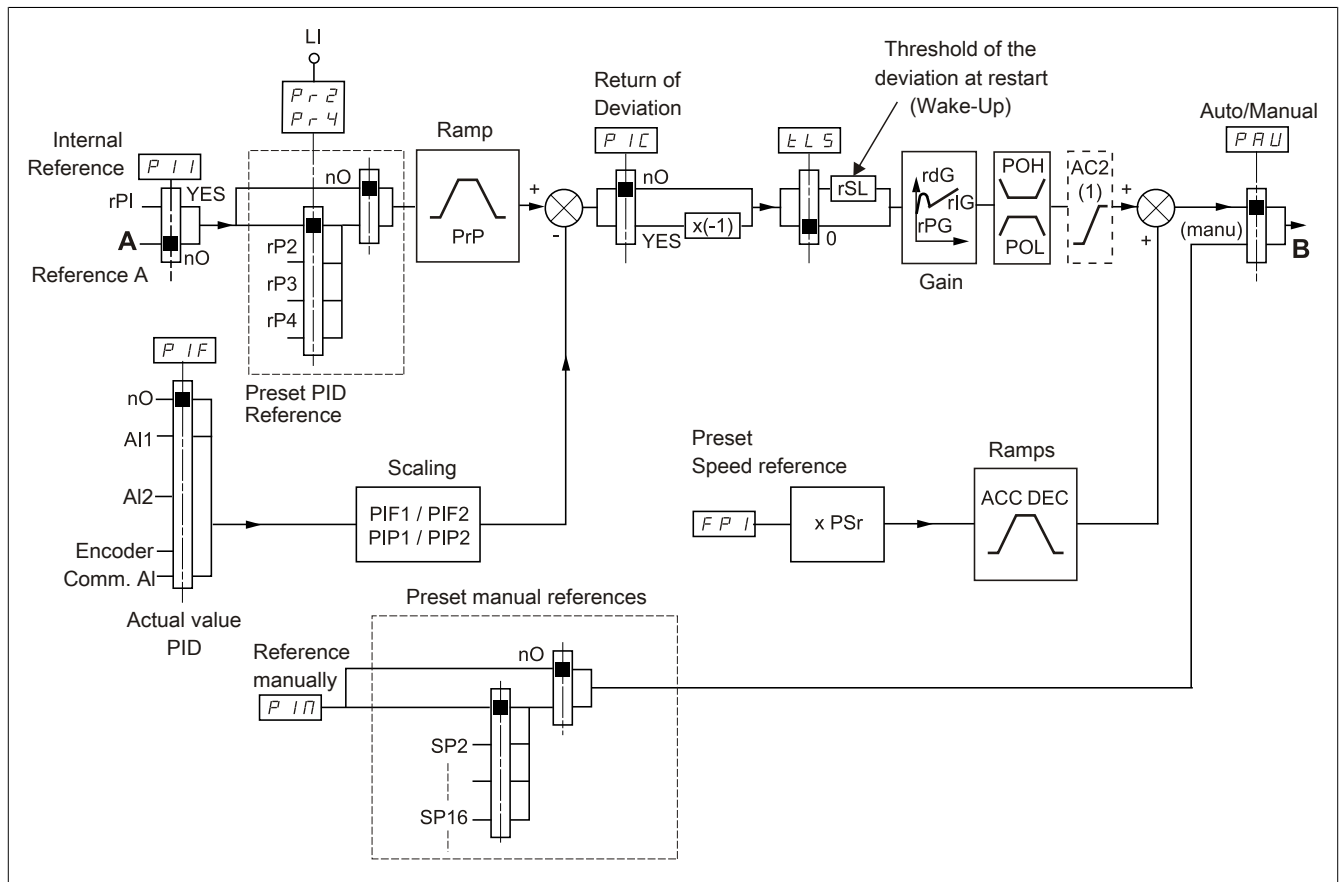 LI
Pr2
Pr4
Internal
Reference
PII
YES
rPI
A
nO
Reference A
nO
rP2
rP3
rP4
Preset PID
Reference
Ramp
PrP
+
-
Return of
Deviation
PIC
nO
YES
x(-1)
Threshold of the
deviation at restart
(Wake-Up)
tLS
rSL
0
rdG
rIG
rPG
Gain
POH
POL
AC2
(1)
+
+
Auto/Manual
PAU
(manu)
B
PIF
nO
AI1
AI2
Encoder
Comm. AI
Actual value
PID
Scaling
PIF1 / PIF2
PIP1 / PIP2
Preset
Speed reference
FPI
x PSr
Ramps
ACC DEC
Preset manual references
Reference
manually
PIM
nO
SP2
SP16